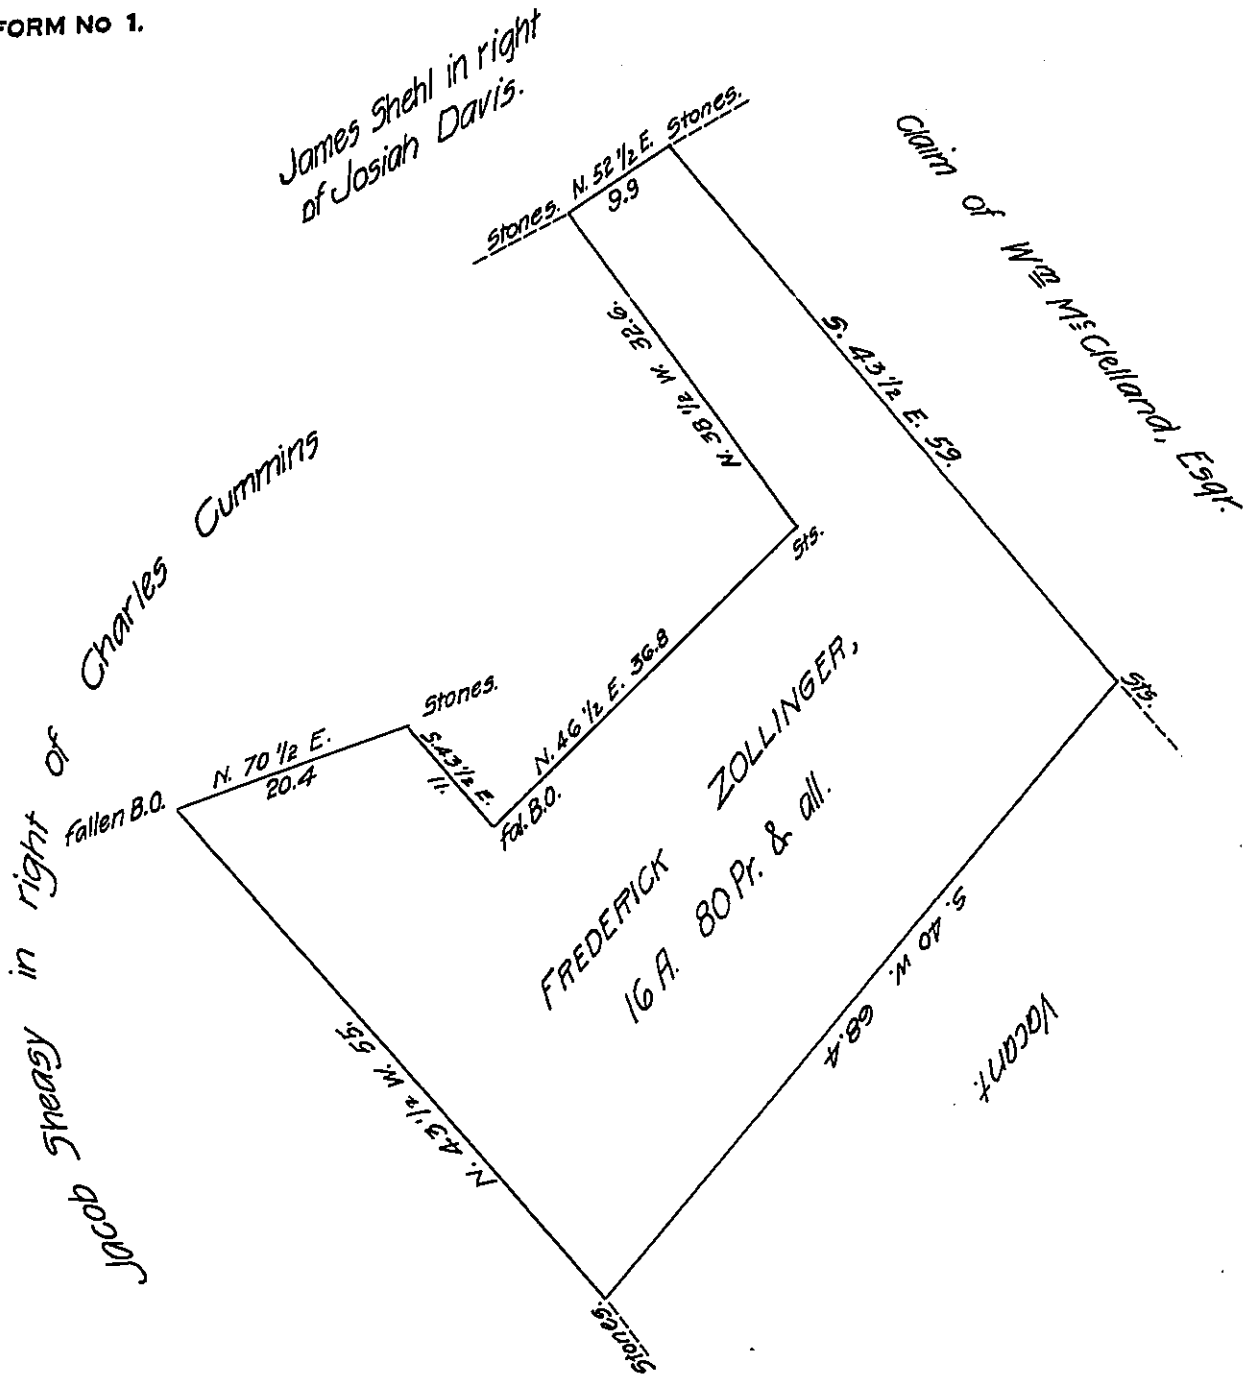 FORM NO 1.
James Shehl in right
of Josiah Davis.
Stones.
N. 52 1/2 E.
9.9
Stones.
Claim of Wm McClelland, Esqr.
S. 43 1/2 E. 59.
N. 38 1/2 W. 32.6.
Sts.
Jacob Sheasy in right of Charles Cummins
Fallen B.O.
N. 70 1/2 E.
20.4
Stones.
S. 43 1/2 E.
11.
Fal. B.O.
N. 46 1/2 E. 36.8
Sts.
FREDERICK ZOLLINGER,
16 A. 80 Pr. & all.
S. 40 W. 68.4
Vacant.
N. 43 1/2 W. 55.
Stones.